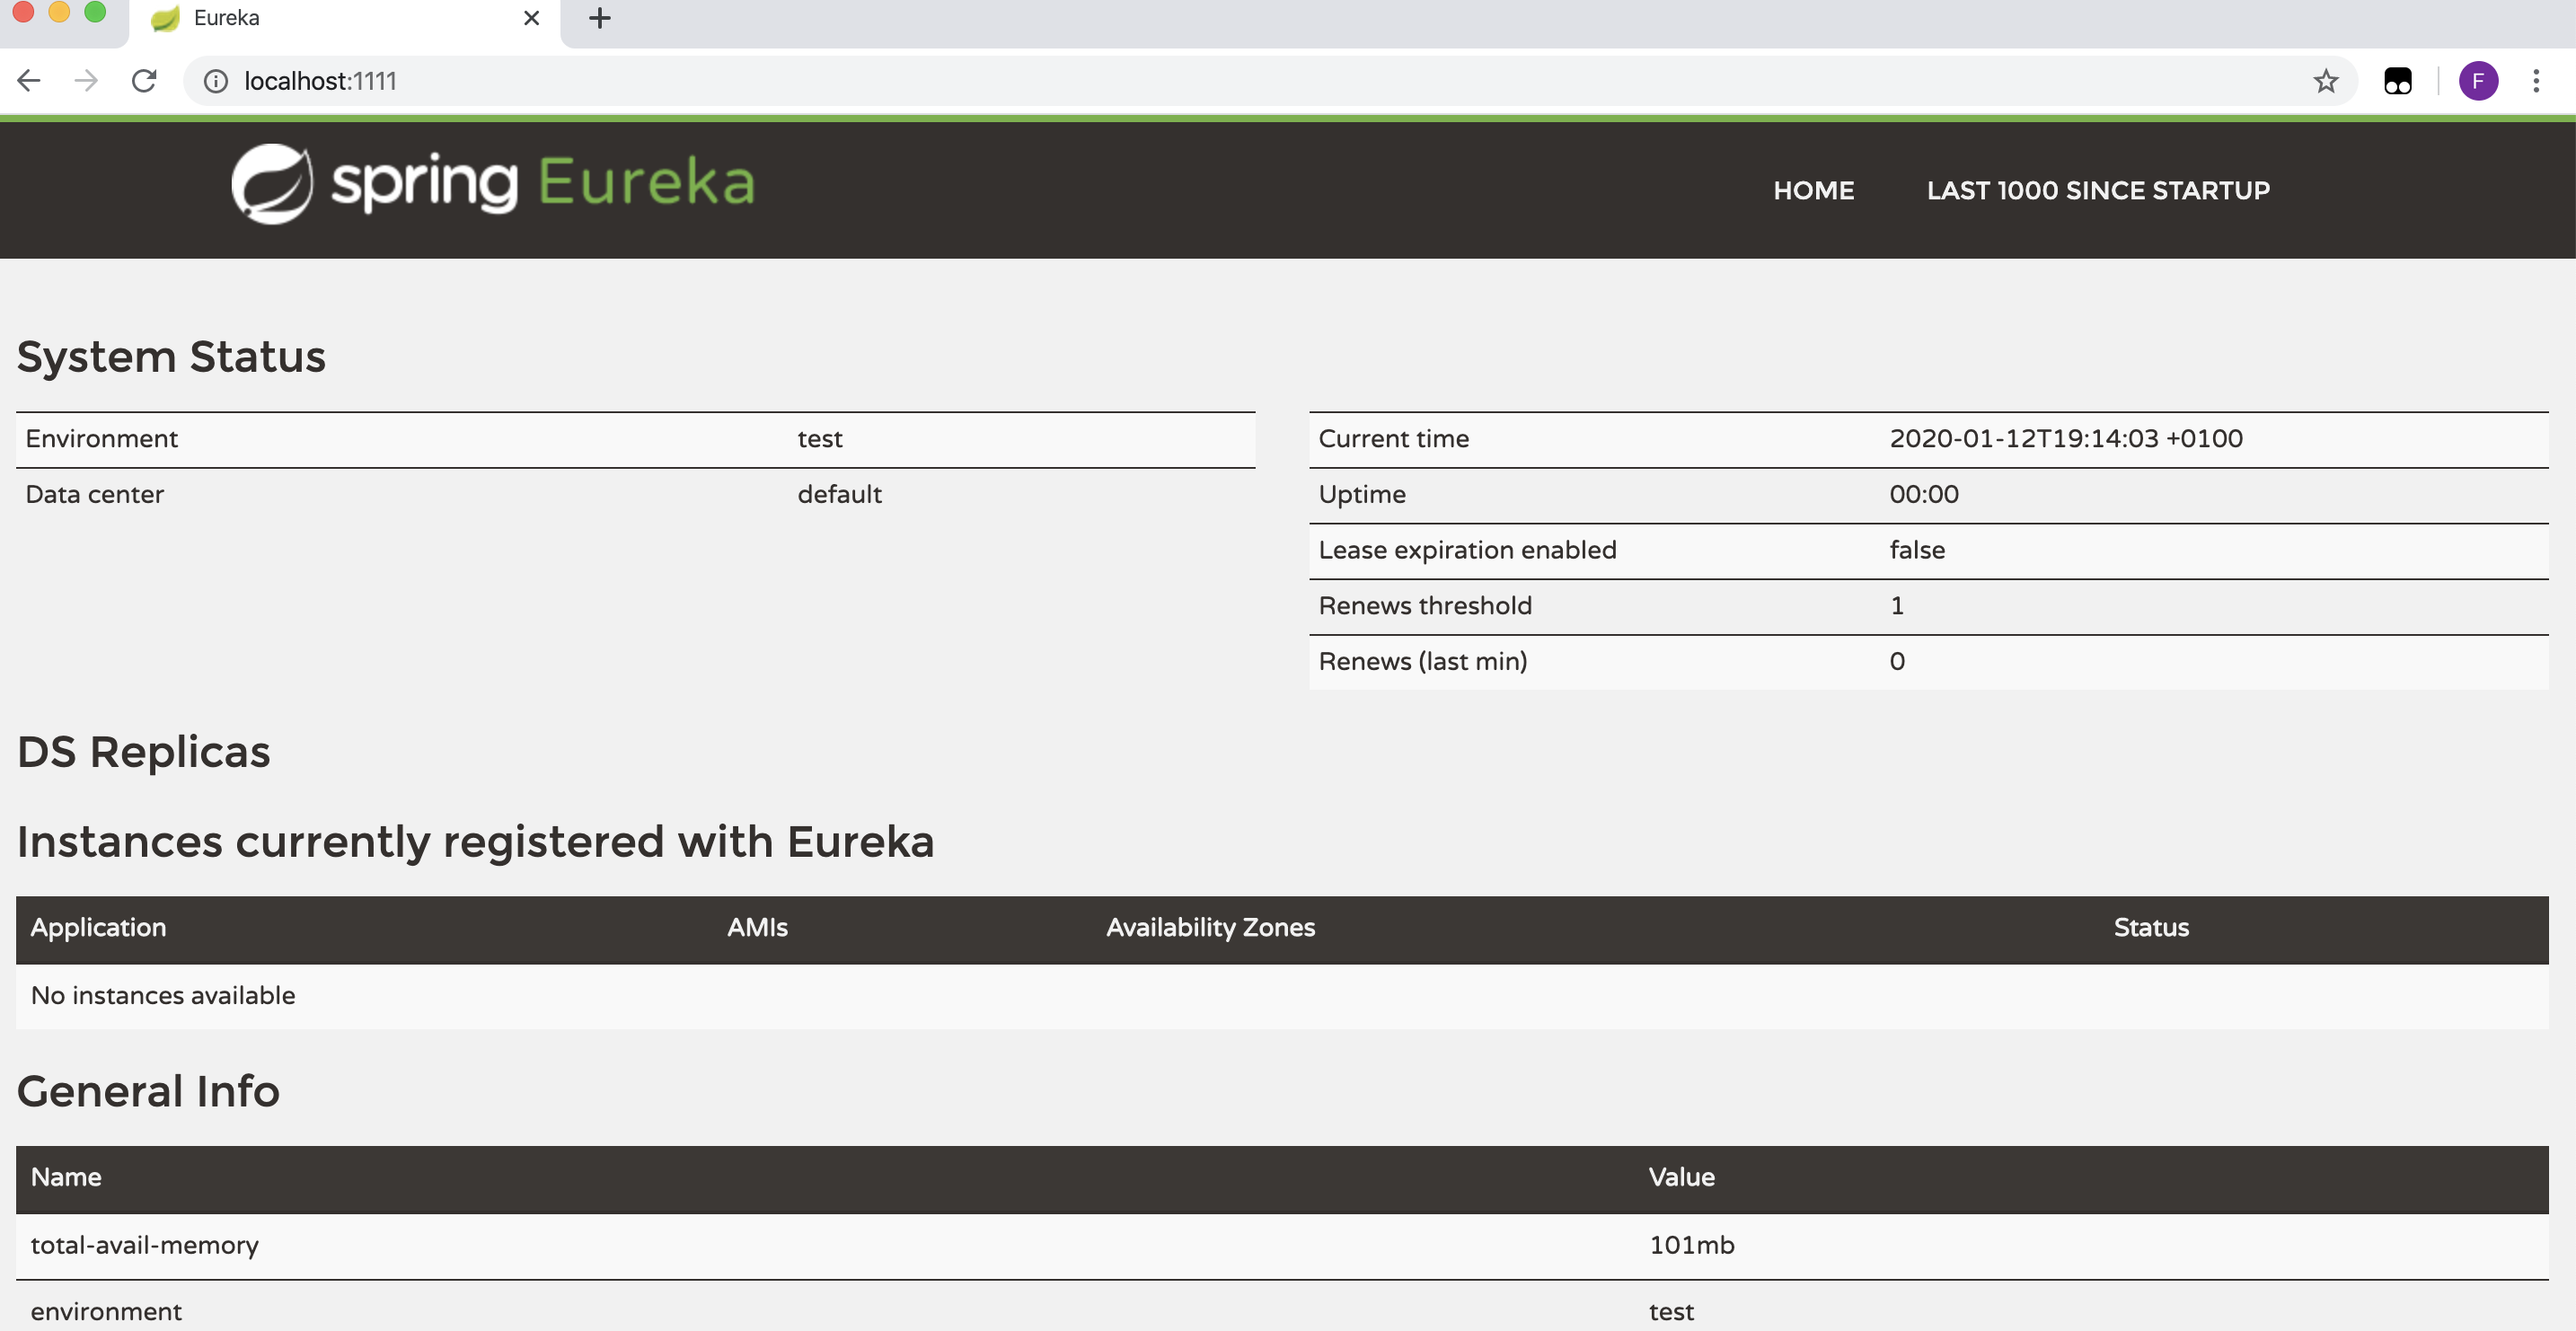 Eureka
localhost:1111
F
spring Eureka
HOME LAST 1000 SINCE STARTUP
System Status
Environment test
Data center default
Current time 2020-01-12T19:14:03 +0100
Uptime 00:00
Lease expiration enabled false
Renews threshold 1
Renews (last min) 0
DS Replicas
Instances currently registered with Eureka
Application AMIs Availability Zones Status
No instances available
General Info
Name Value
total-avail-memory 101mb
environment test